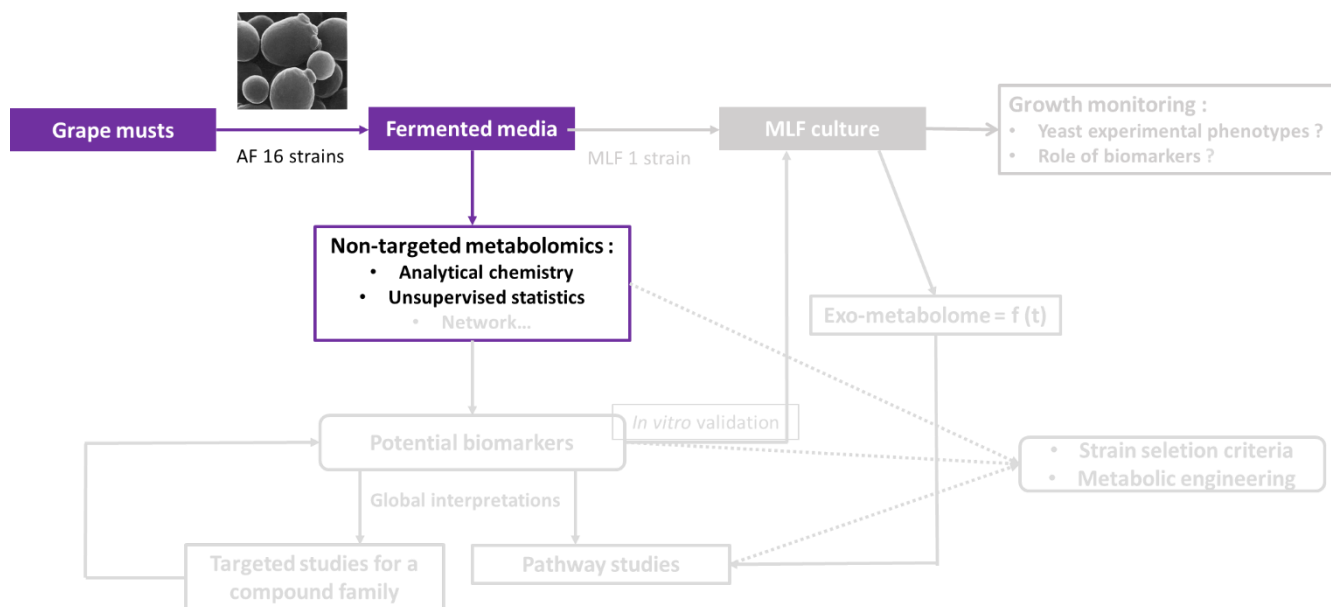 Grape musts
AF 16 strains
Fermented media
MLF 1 strain
MLF culture
Growth monitoring :
• Yeast experimental phenotypes ?
• Role of biomarkers ?
Non-targeted metabolomics :
• Analytical chemistry
• Unsupervised statistics
• Network...
Exo-metabolome = f (t)
In vitro validation
Potential biomarkers
• Strain seletion criteria
• Metabolic engineering
Global interpretations
Targeted studies for a
compound family
Pathway studies